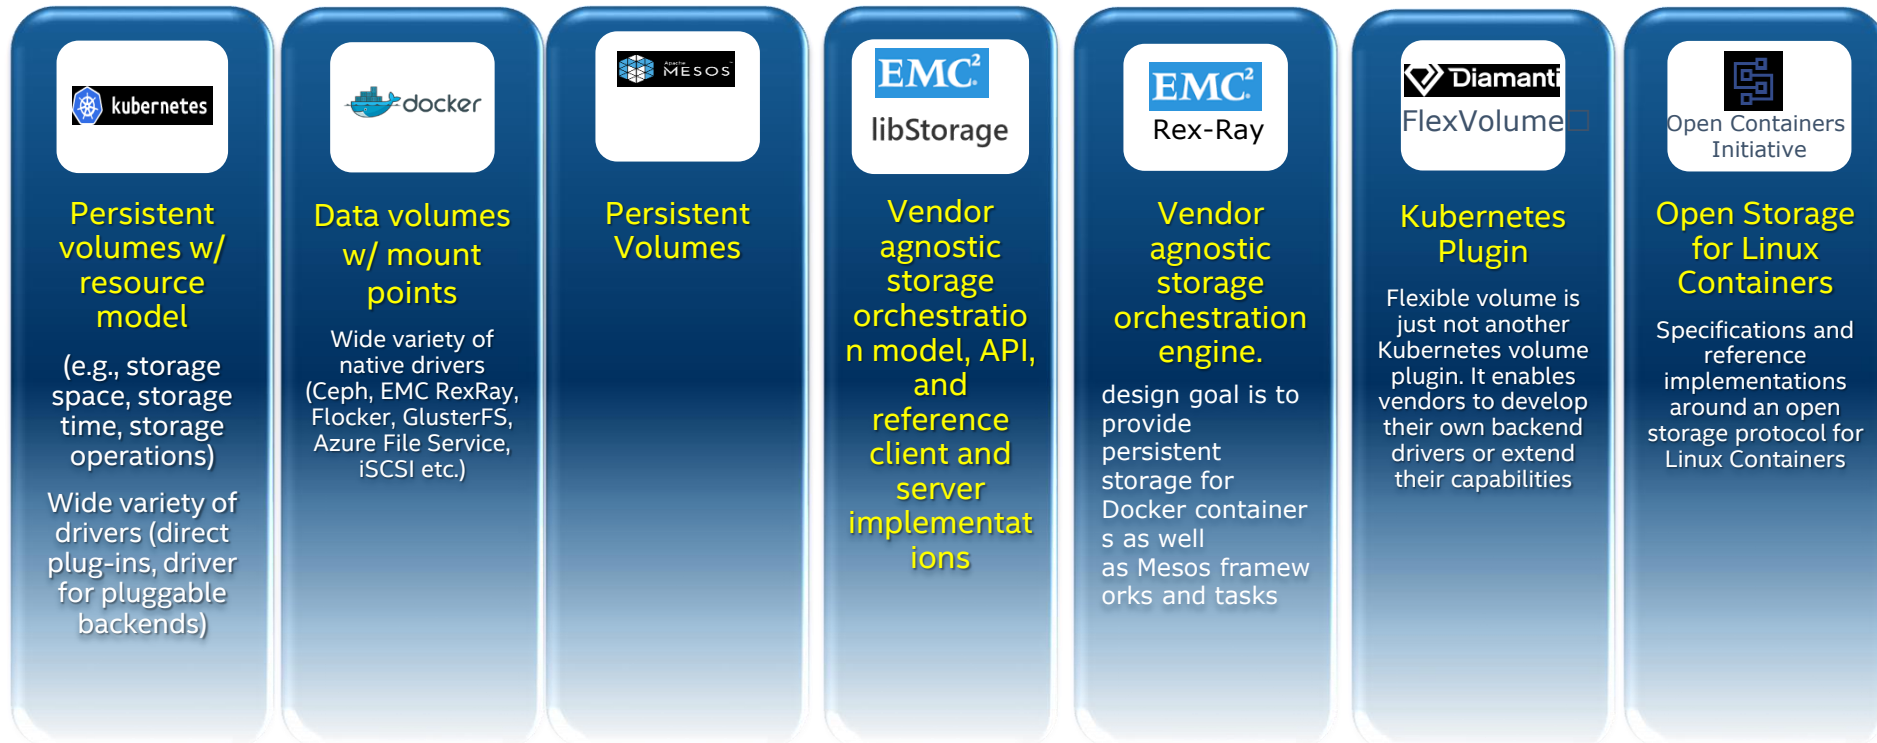 kubernetes
Persistent
volumes w/
resource
model
(e.g., storage
space, storage
time, storage
operations)
Wide variety of
drivers (direct
plug-ins, driver
for pluggable
backends)
docker
Data volumes
w/ mount
points
Wide variety of
native drivers
(Ceph, EMC RexRay,
Flocker, GlusterFS,
Azure File Service,
iSCSI etc.)
Apache
MESOS™
Persistent
Volumes
EMC²
libStorage
Vendor
agnostic
storage
orchestratio
n model, API,
and
reference
client and
server
implementat
ions
EMC²
Rex-Ray
Vendor
agnostic
storage
orchestration
engine.
design goal is to
provide
persistent
storage for
Docker container
s as well
as Mesos framew
orks and tasks
Diamanti
FlexVolume□
Kubernetes
Plugin
Flexible volume is
just not another
Kubernetes volume
plugin. It enables
vendors to develop
their own backend
drivers or extend
their capabilities
Open Containers
Initiative
Open Storage
for Linux
Containers
Specifications and
reference
implementations
around an open
storage protocol for
Linux Containers